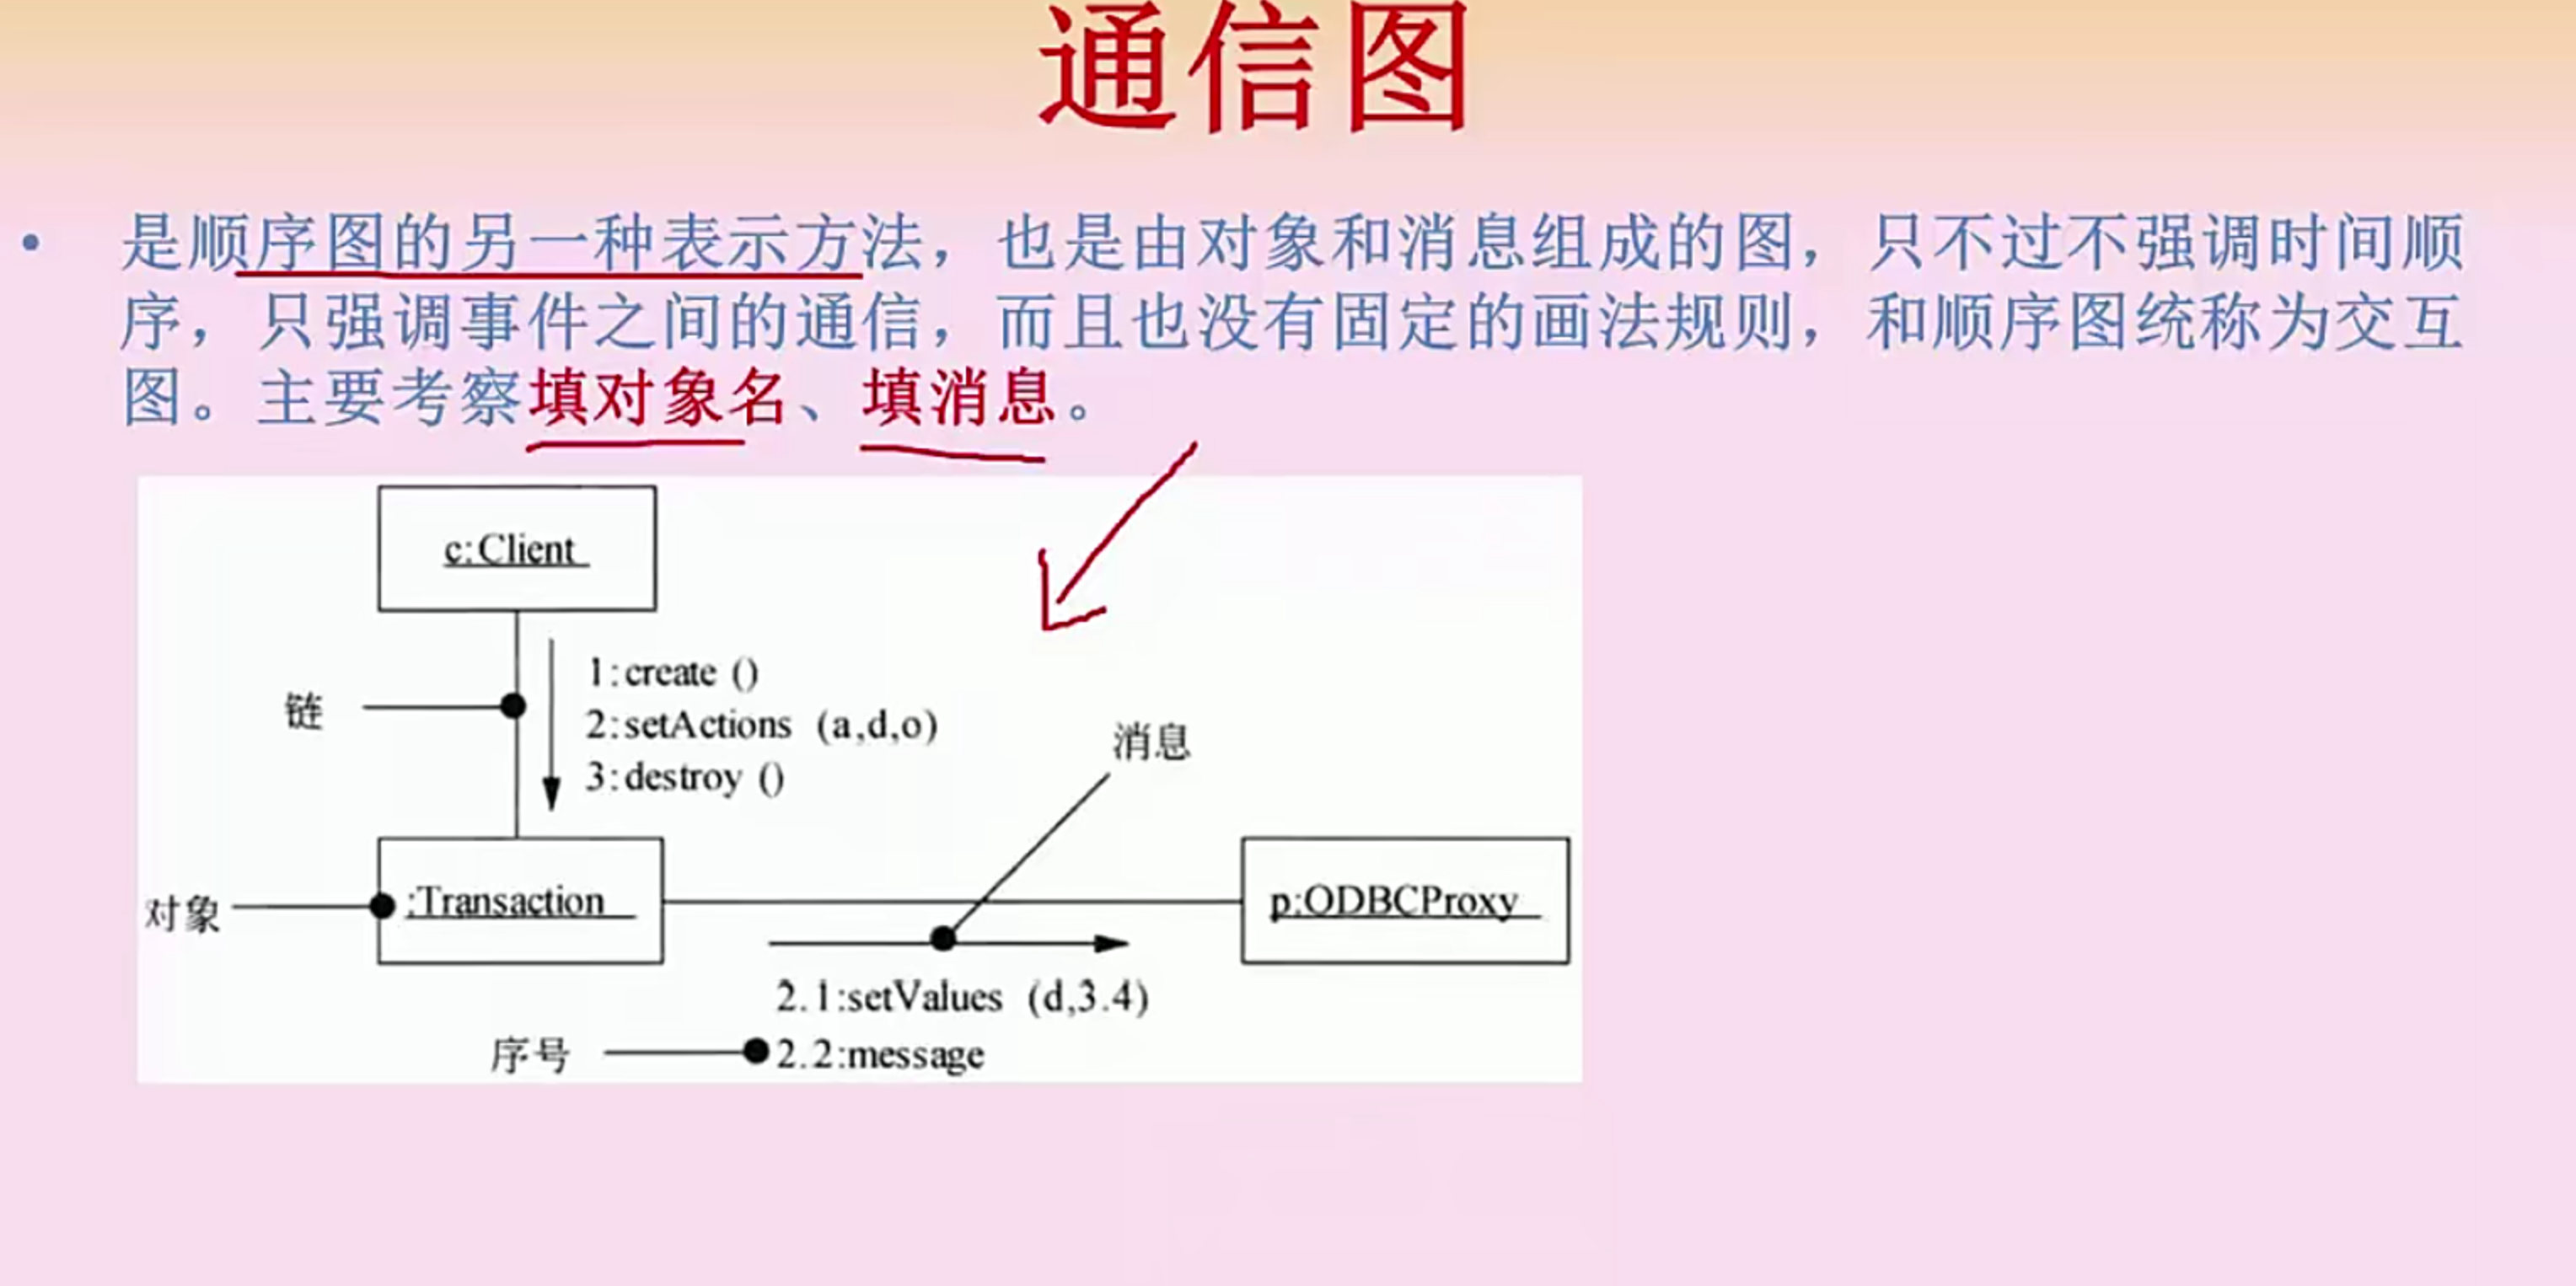 通信图
• 是顺序图的另一种表示方法，也是由对象和消息组成的图，只不过不强调时间顺
序，只强调事件之间的通信，而且也没有固定的画法规则，和顺序图统称为交互
图。主要考察填对象名、填消息。
c:Client
链
1:create ()
2:setActions (a,d,o)
3:destroy ()
消息
对象
:Transaction
p:ODBCProxy
2.1:setValues (d,3.4)
序号
2.2:message